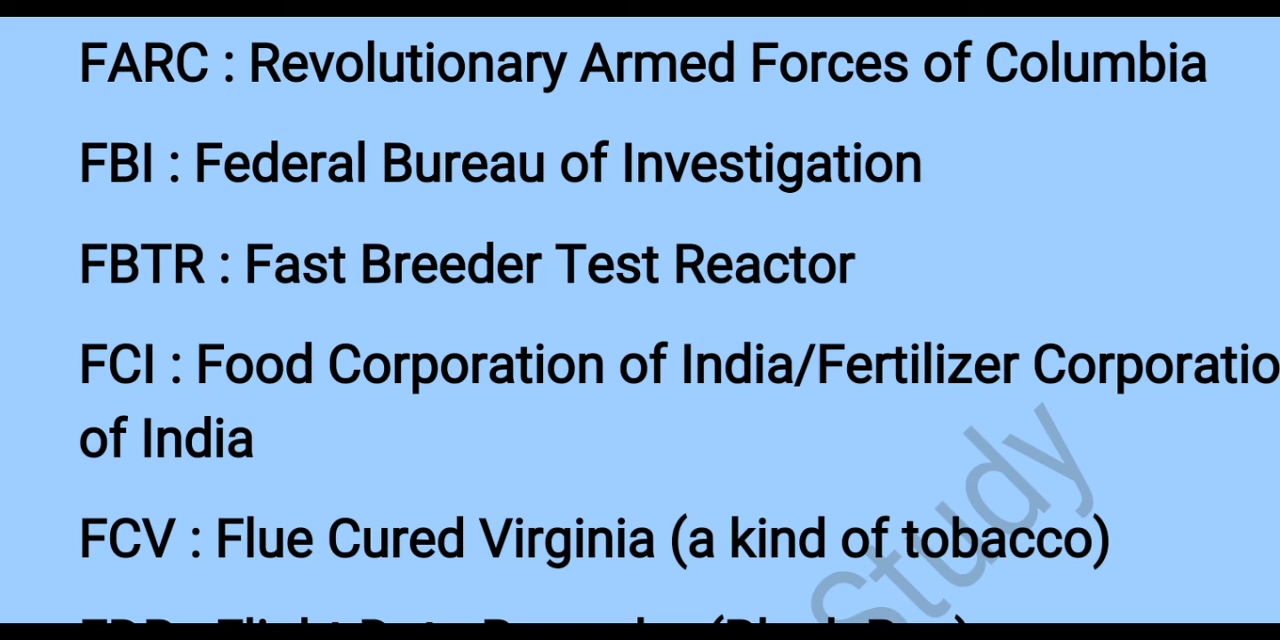 FARC : Revolutionary Armed Forces of Columbia
FBI : Federal Bureau of Investigation
FBTR : Fast Breeder Test Reactor
FCI : Food Corporation of India/Fertilizer Corporatio
of India
FCV : Flue Cured Virginia (a kind of tobacco)
Study